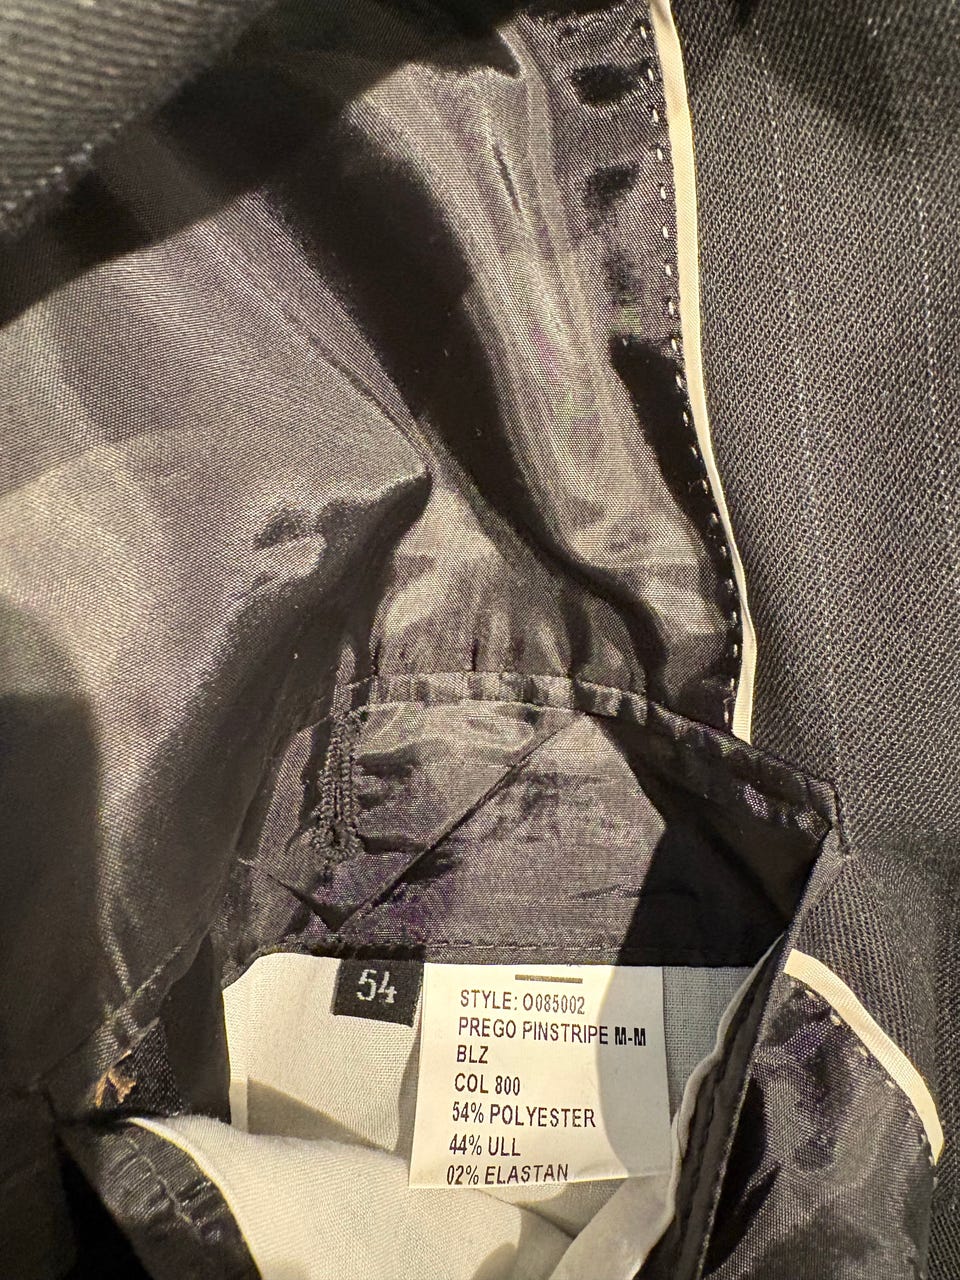 54
STYLE: O085002
PREGO PINSTRIPE M-M
BLZ
COL 800
54% POLYESTER
44% ULL
02% ELASTAN